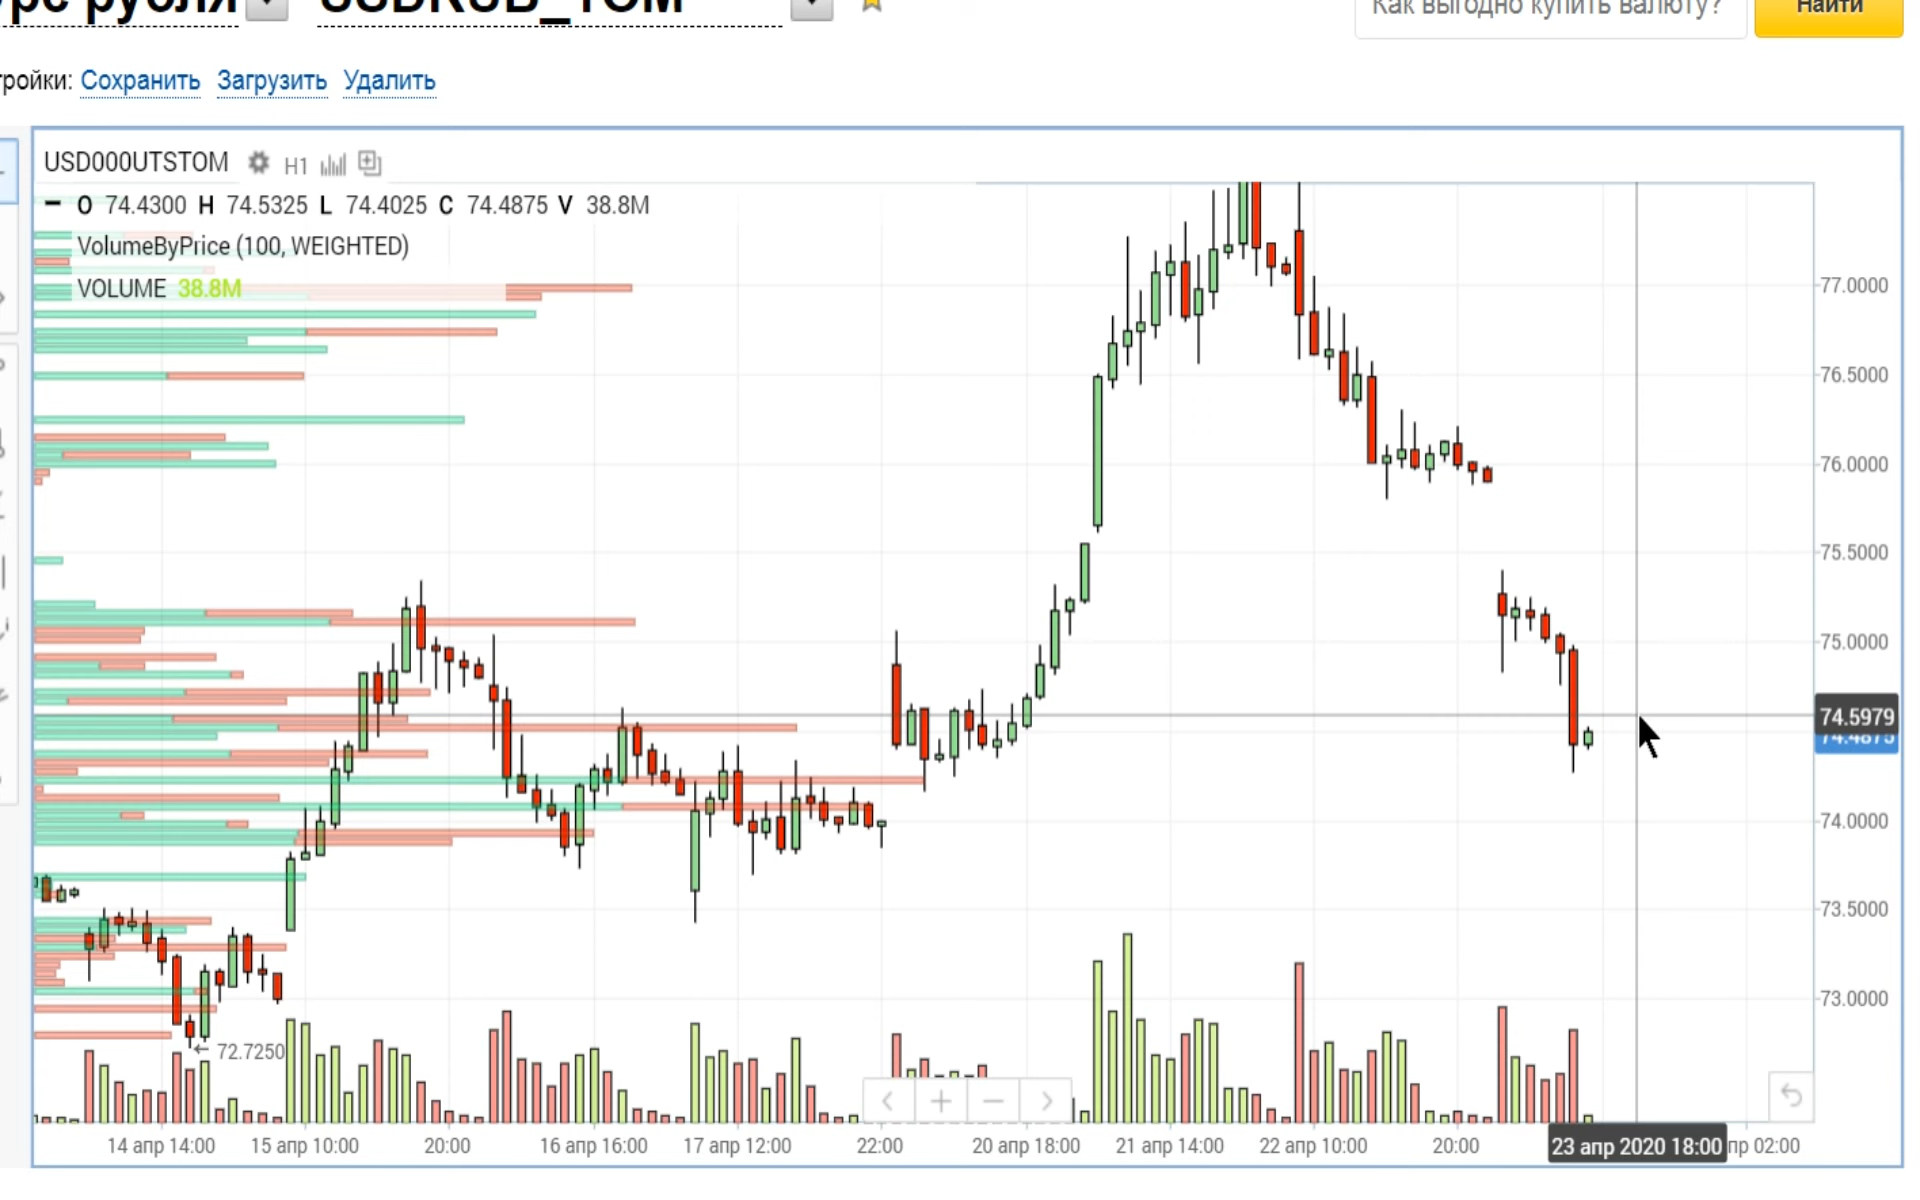 USDRUB_TOM
Как выгодно купить валюту?
Найти
Сохранить Загрузить Удалить
USD000UTSTOM H1
O 74.4300 H 74.5325 L 74.4025 C 74.4875 V 38.8M
VolumeByPrice (100, WEIGHTED)
VOLUME 38.8M
77.0000
76.5000
76.0000
75.5000
75.0000
74.5979
74.4875
74.0000
73.5000
73.0000
72.7250
14 апр 14:00 15 апр 10:00 20:00 16 апр 16:00 17 апр 12:00 22:00 20 апр 18:00 21 апр 14:00 22 апр 10:00 20:00 23 апр 2020 18:00 пр 02:00